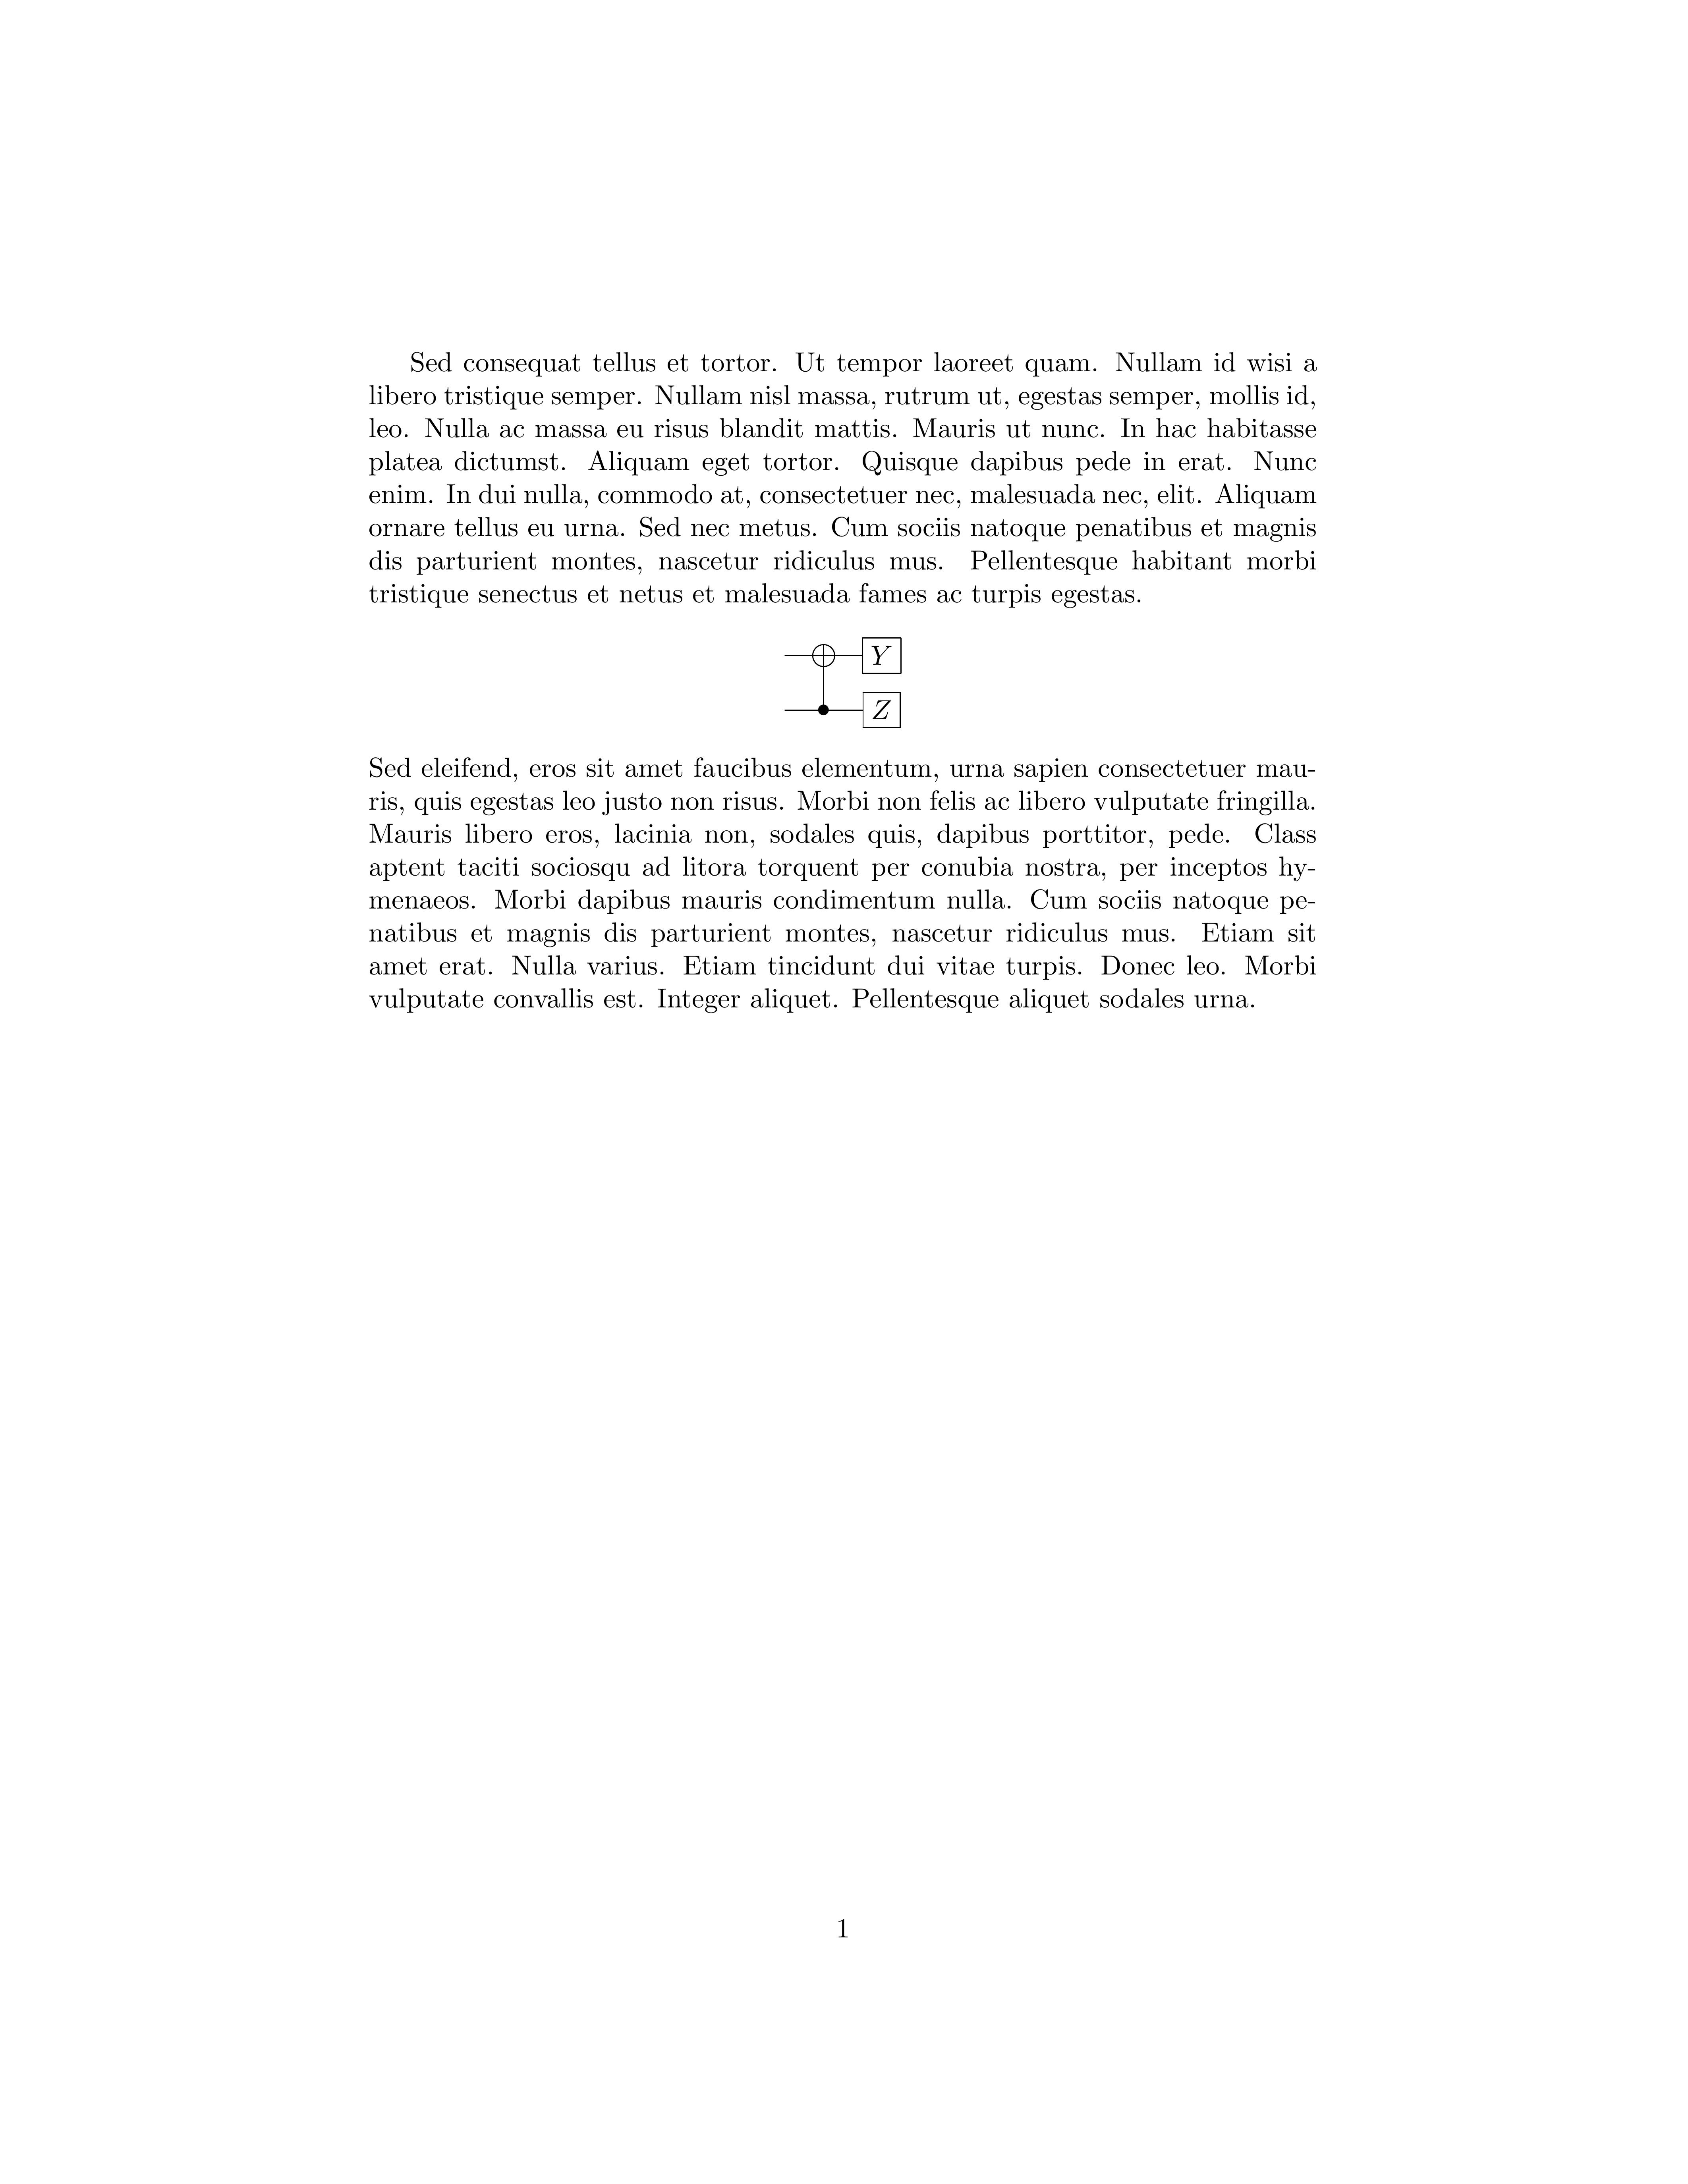 Sed consequat tellus et tortor. Ut tempor laoreet quam. Nullam id wisi a
libero tristique semper. Nullam nisl massa, rutrum ut, egestas semper, mollis id,
leo. Nulla ac massa eu risus blandit mattis. Mauris ut nunc. In hac habitasse
platea dictumst. Aliquam eget tortor. Quisque dapibus pede in erat. Nunc
enim. In dui nulla, commodo at, consectetuer nec, malesuada nec, elit. Aliquam
ornare tellus eu urna. Sed nec metus. Cum sociis natoque penatibus et magnis
dis parturient montes, nascetur ridiculus mus. Pellentesque habitant morbi
tristique senectus et netus et malesuada fames ac turpis egestas.
Y
Z
Sed eleifend, eros sit amet faucibus elementum, urna sapien consectetuer mau-
ris, quis egestas leo justo non risus. Morbi non felis ac libero vulputate fringilla.
Mauris libero eros, lacinia non, sodales quis, dapibus porttitor, pede. Class
aptent taciti sociosqu ad litora torquent per conubia nostra, per inceptos hy-
menaeos. Morbi dapibus mauris condimentum nulla. Cum sociis natoque pe-
natibus et magnis dis parturient montes, nascetur ridiculus mus. Etiam sit
amet erat. Nulla varius. Etiam tincidunt dui vitae turpis. Donec leo. Morbi
vulputate convallis est. Integer aliquet. Pellentesque aliquet sodales urna.
1